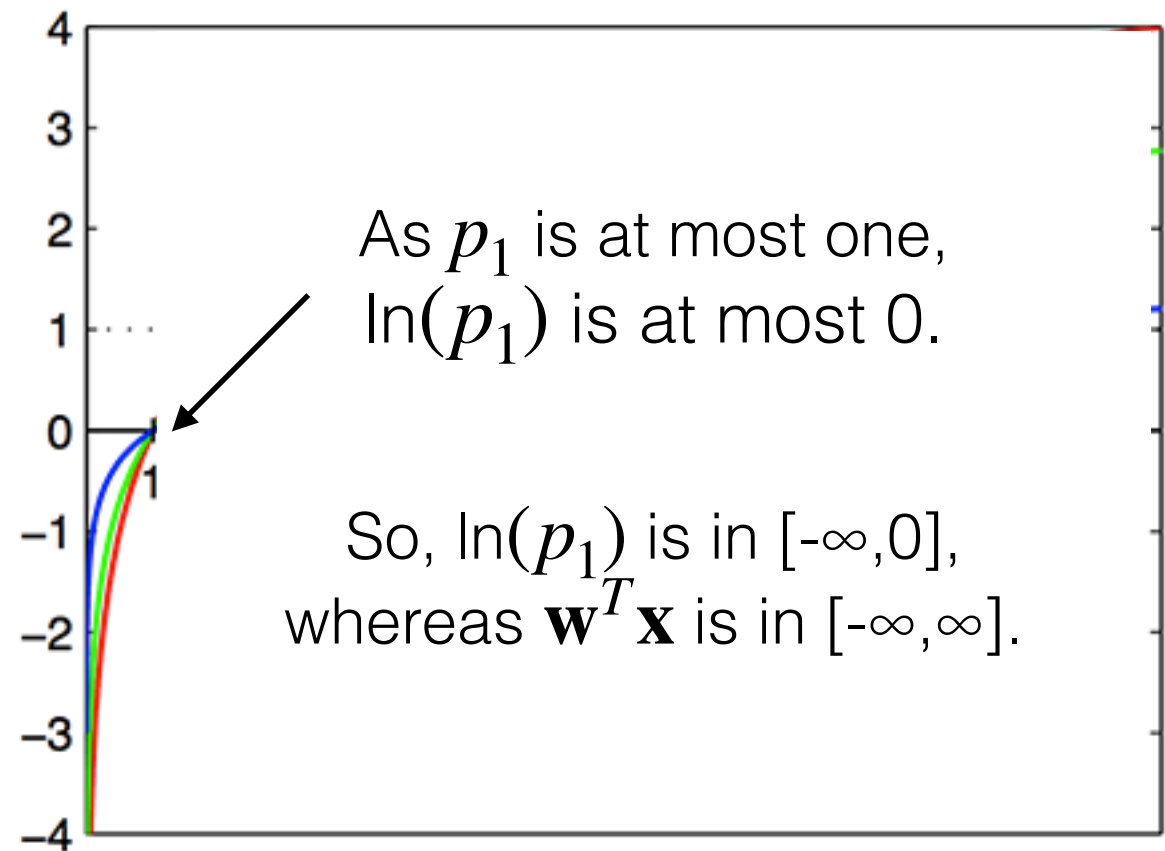 4
3
2
1
0
−1
−2
−3
−4
1
As p₁ is at most one,
ln(p₁) is at most 0.
So, ln(p₁) is in [-∞,0],
whereas 𝐰ᵀ𝐱 is in [-∞,∞].